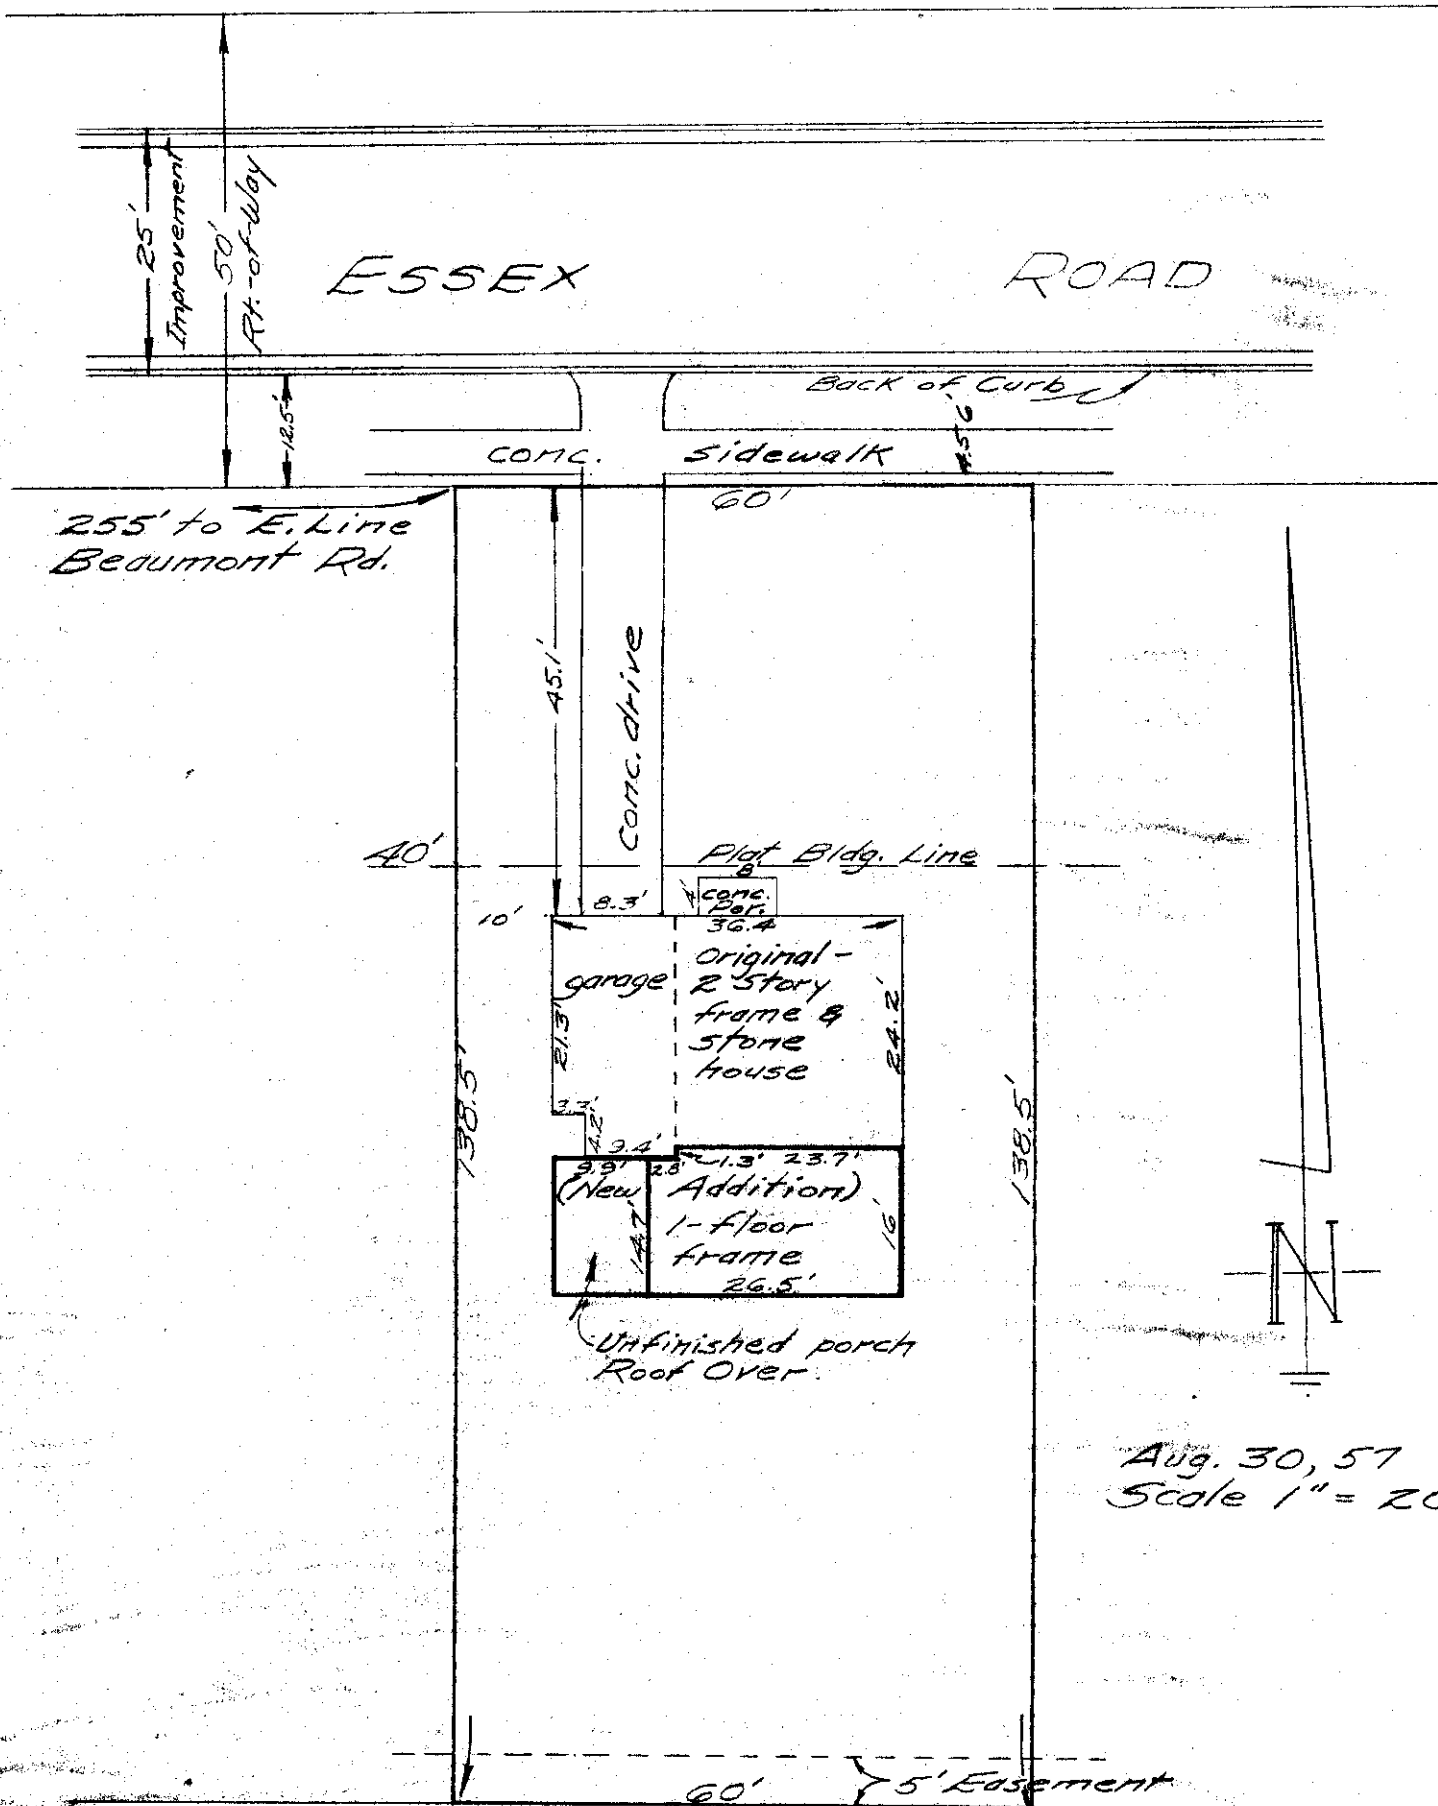 25'
Improvement
50'
Rt.-of-Way
ESSEX ROAD
12.5'
Back of Curb
conc. sidewalk
6'
4.5'
60'
255' to E. Line
Beaumont Rd.
45.1'
Conc. drive
40'
Plat Bldg. Line
8
4'
conc.
Por.
10'
8.3'
36.4
garage
Original -
2 Story
frame &
stone
house
21.3'
24.2'
138.5'
138.5'
3.3'
4.2'
9.4'
1.3'
23.7'
9.9'
2.8'
(New Addition)
1-floor
frame
14.7'
16'
26.5'
Unfinished porch
Roof Over.
N
Aug. 30, 57
Scale 1" = 20
60'
5' Easement